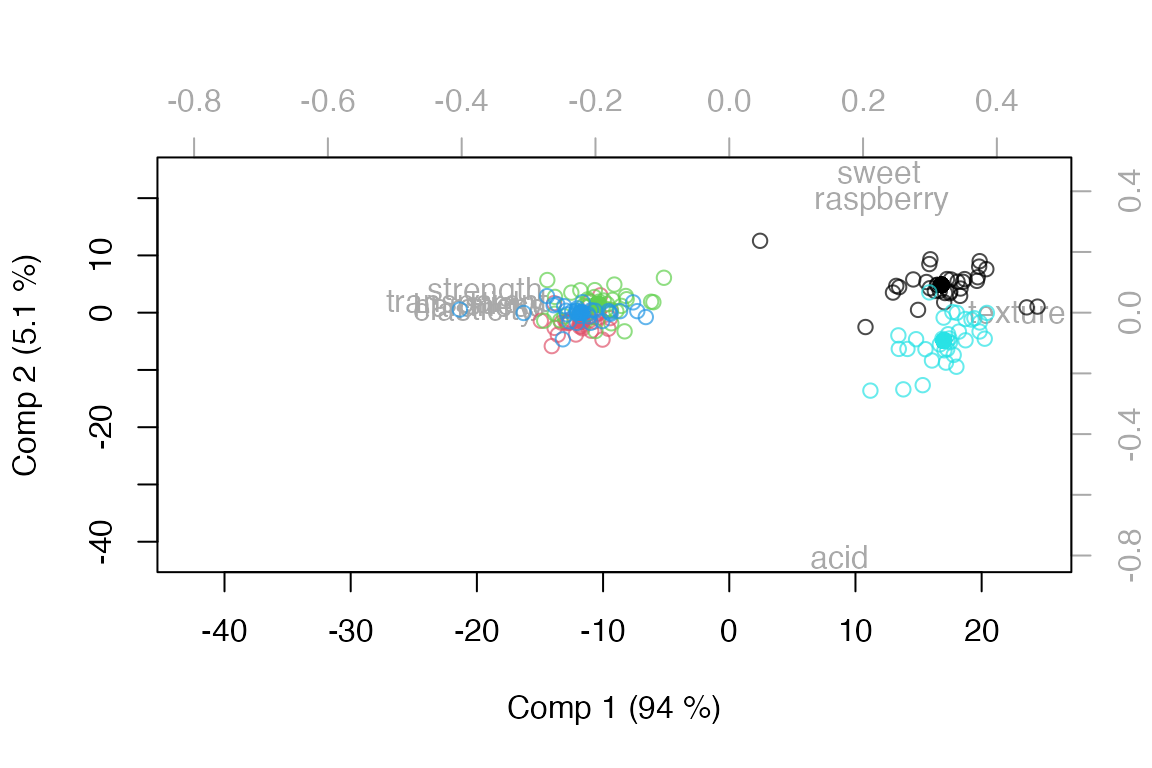 -0.8 -0.6 -0.4 -0.2 0.0 0.2 0.4
sweet
raspberry
strength
elasticity
texture
acid
10
0
-20
-40
Comp 2 (5.1 %)
0.4
0.0
-0.4
-0.8
-40 -30 -20 -10 0 10 20
Comp 1 (94 %)